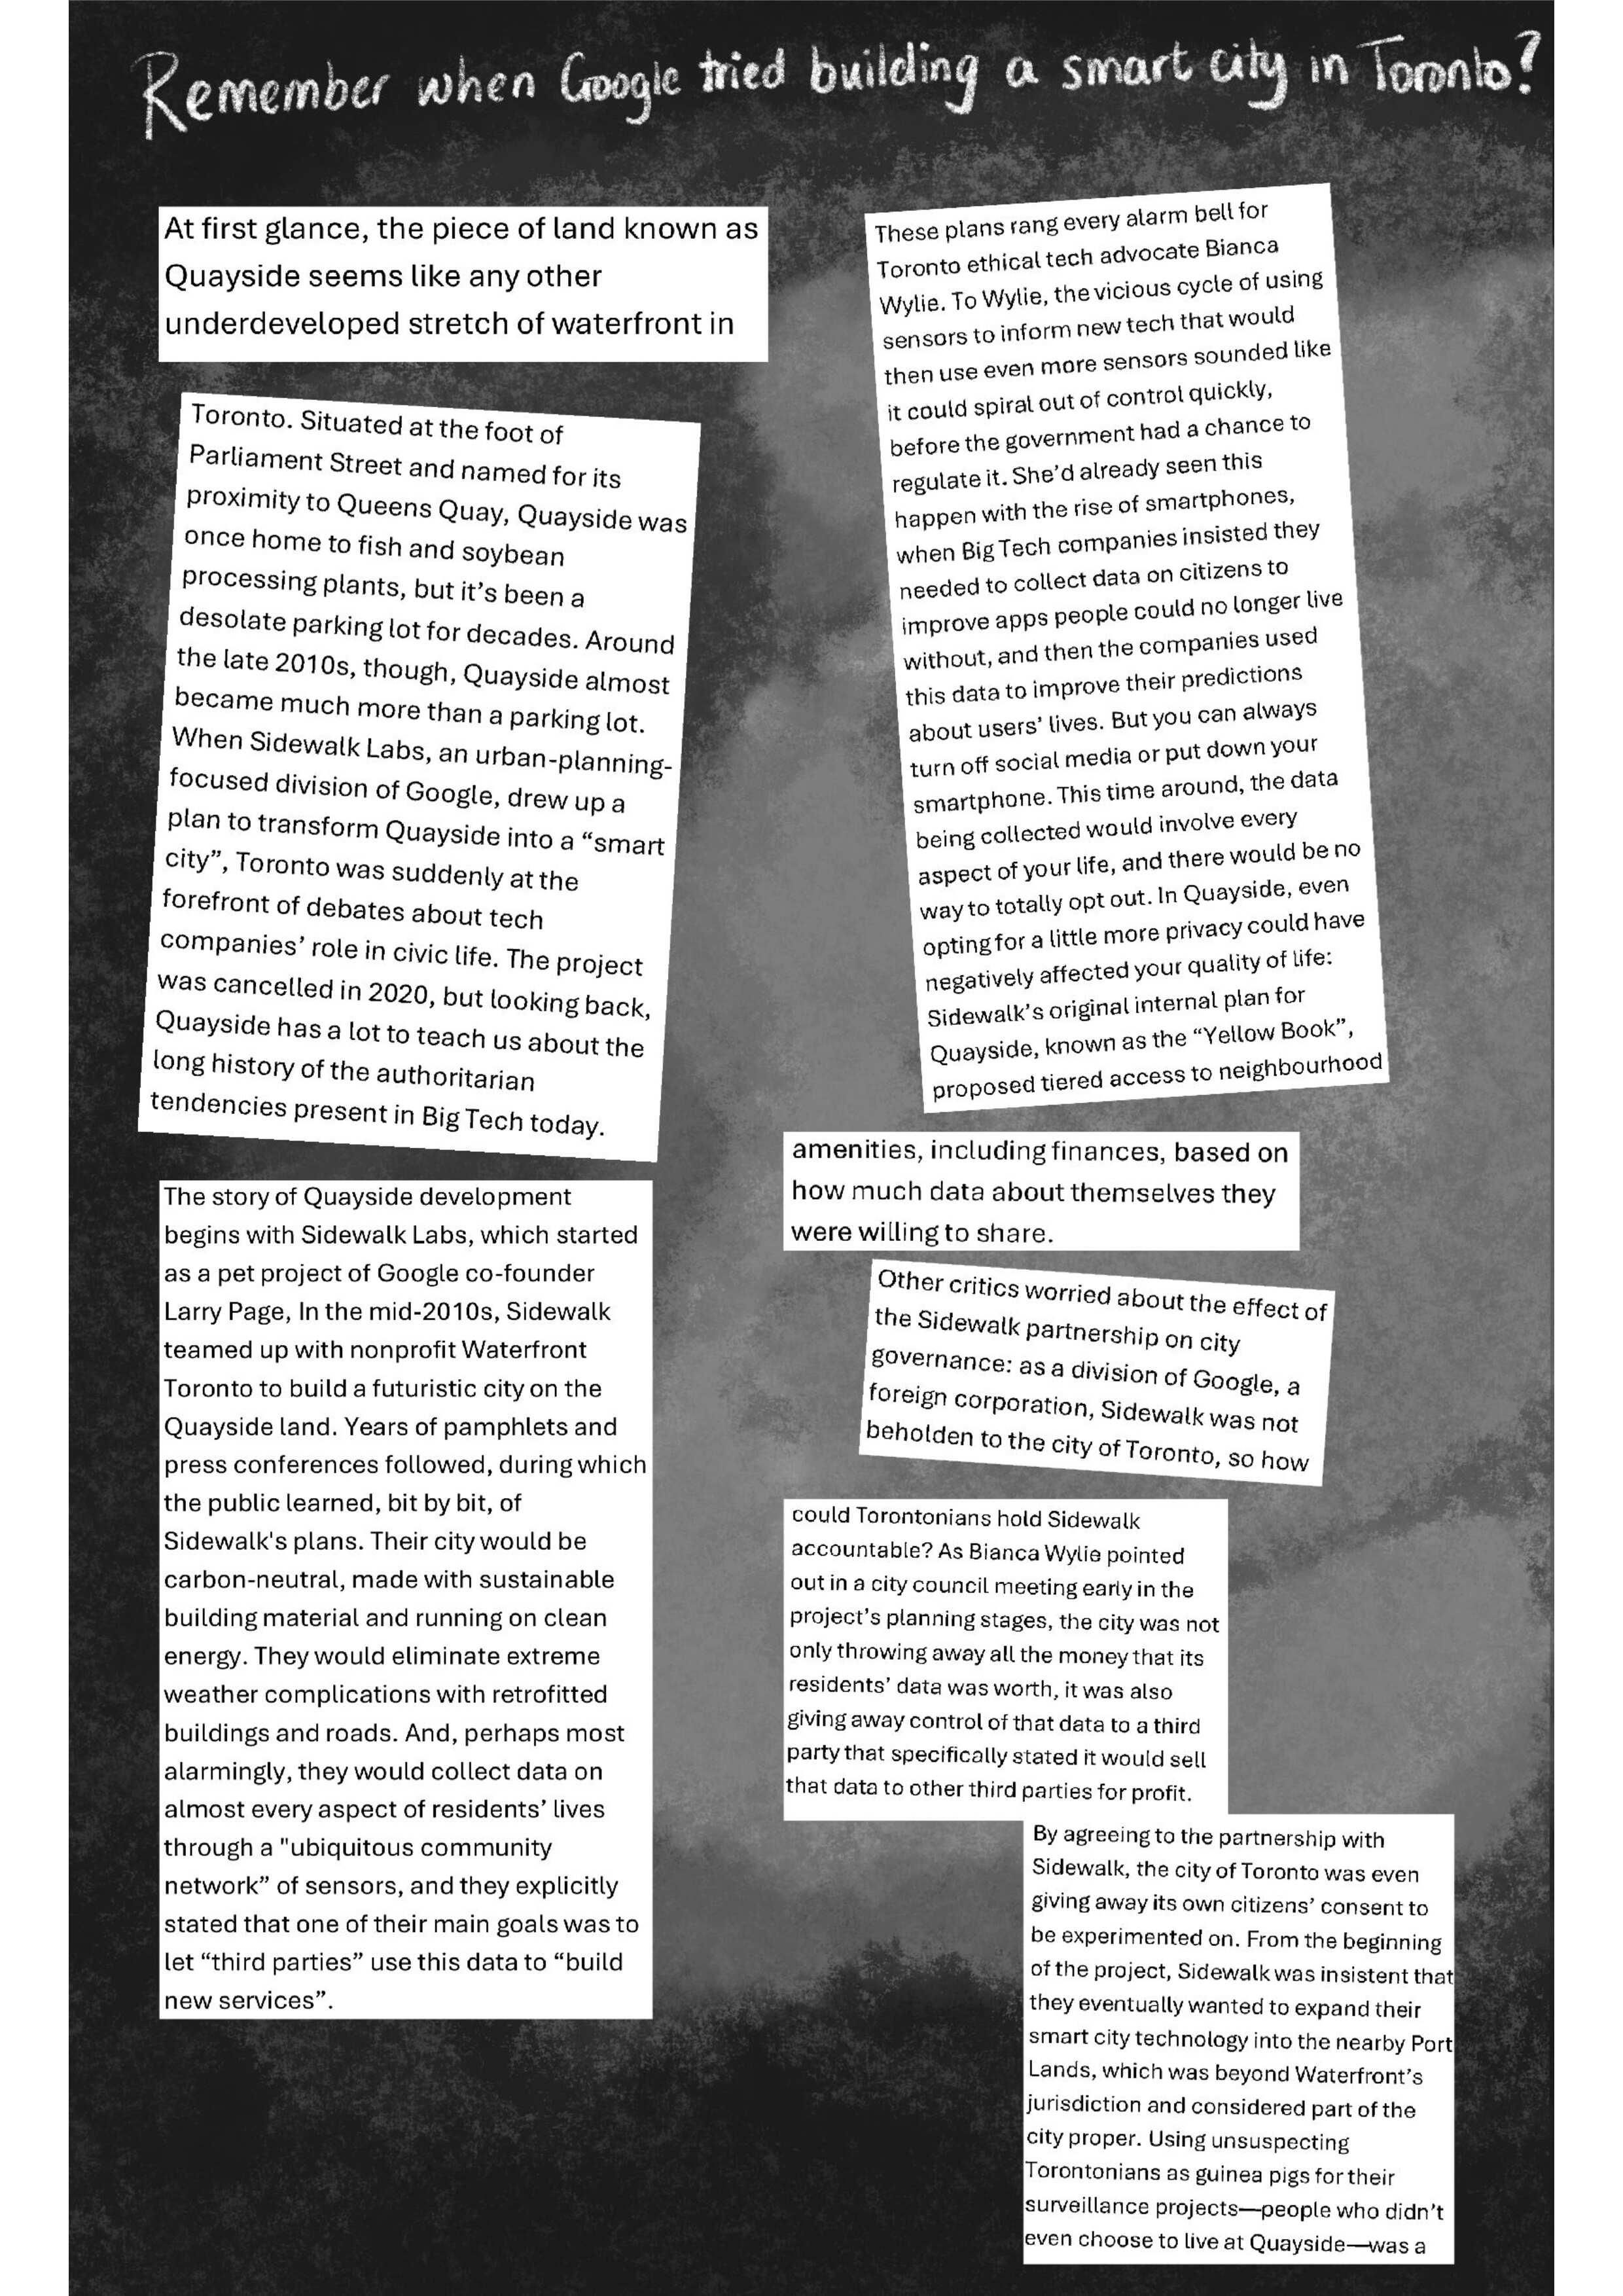 Remember when Google tried building a smart city in Toronto?
At first glance, the piece of land known as
Quayside seems like any other
underdeveloped stretch of waterfront in
Toronto. Situated at the foot of
Parliament Street and named for its
proximity to Queens Quay, Quayside was
once home to fish and soybean
processing plants, but it’s been a
desolate parking lot for decades. Around
the late 2010s, though, Quayside almost
became much more than a parking lot.
When Sidewalk Labs, an urban-planning-
focused division of Google, drew up a
plan to transform Quayside into a “smart
city”, Toronto was suddenly at the
forefront of debates about tech
companies’ role in civic life. The project
was cancelled in 2020, but looking back,
Quayside has a lot to teach us about the
long history of the authoritarian
tendencies present in Big Tech today.
The story of Quayside development
begins with Sidewalk Labs, which started
as a pet project of Google co-founder
Larry Page, In the mid-2010s, Sidewalk
teamed up with nonprofit Waterfront
Toronto to build a futuristic city on the
Quayside land. Years of pamphlets and
press conferences followed, during which
the public learned, bit by bit, of
Sidewalk's plans. Their city would be
carbon-neutral, made with sustainable
building material and running on clean
energy. They would eliminate extreme
weather complications with retrofitted
buildings and roads. And, perhaps most
alarmingly, they would collect data on
almost every aspect of residents’ lives
through a "ubiquitous community
network” of sensors, and they explicitly
stated that one of their main goals was to
let “third parties” use this data to “build
new services”.
These plans rang every alarm bell for
Toronto ethical tech advocate Bianca
Wylie. To Wylie, the vicious cycle of using
sensors to inform new tech that would
then use even more sensors sounded like
it could spiral out of control quickly,
before the government had a chance to
regulate it. She’d already seen this
happen with the rise of smartphones,
when Big Tech companies insisted they
needed to collect data on citizens to
improve apps people could no longer live
without, and then the companies used
this data to improve their predictions
about users’ lives. But you can always
turn off social media or put down your
smartphone. This time around, the data
being collected would involve every
aspect of your life, and there would be no
way to totally opt out. In Quayside, even
opting for a little more privacy could have
negatively affected your quality of life:
Sidewalk’s original internal plan for
Quayside, known as the “Yellow Book”,
proposed tiered access to neighbourhood
amenities, including finances, based on
how much data about themselves they
were willing to share.
Other critics worried about the effect of
the Sidewalk partnership on city
governance: as a division of Google, a
foreign corporation, Sidewalk was not
beholden to the city of Toronto, so how
could Torontonians hold Sidewalk
accountable? As Bianca Wylie pointed
out in a city council meeting early in the
project’s planning stages, the city was not
only throwing away all the money that its
residents’ data was worth, it was also
giving away control of that data to a third
party that specifically stated it would sell
that data to other third parties for profit.
By agreeing to the partnership with
Sidewalk, the city of Toronto was even
giving away its own citizens’ consent to
be experimented on. From the beginning
of the project, Sidewalk was insistent that
they eventually wanted to expand their
smart city technology into the nearby Port
Lands, which was beyond Waterfront’s
jurisdiction and considered part of the
city proper. Using unsuspecting
Torontonians as guinea pigs for their
surveillance projects—people who didn’t
even choose to live at Quayside—was a